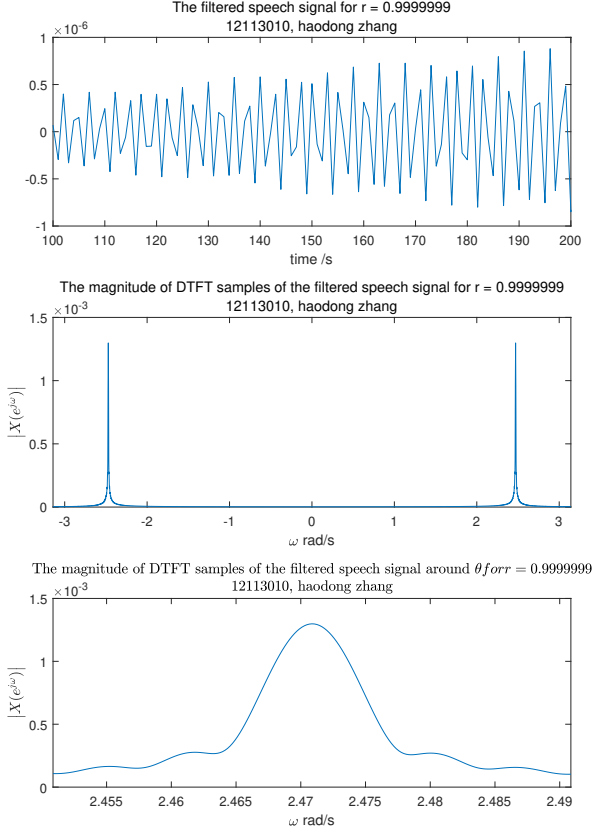 The filtered speech signal for r = 0.9999999
12113010, haodong zhang
×10⁻⁶
1
0.5
0
-0.5
-1
100 110 120 130 140 150 160 170 180 190 200
time /s
The magnitude of DTFT samples of the filtered speech signal for r = 0.9999999
12113010, haodong zhang
×10⁻³
1.5
1
0.5
0
|X(e^{jω})|
-3 -2 -1 0 1 2 3
ω rad/s
The magnitude of DTFT samples of the filtered speech signal around θforr = 0.9999999
12113010, haodong zhang
×10⁻³
1.5
1
0.5
0
|X(e^{jω})|
2.455 2.46 2.465 2.47 2.475 2.48 2.485 2.49
ω rad/s